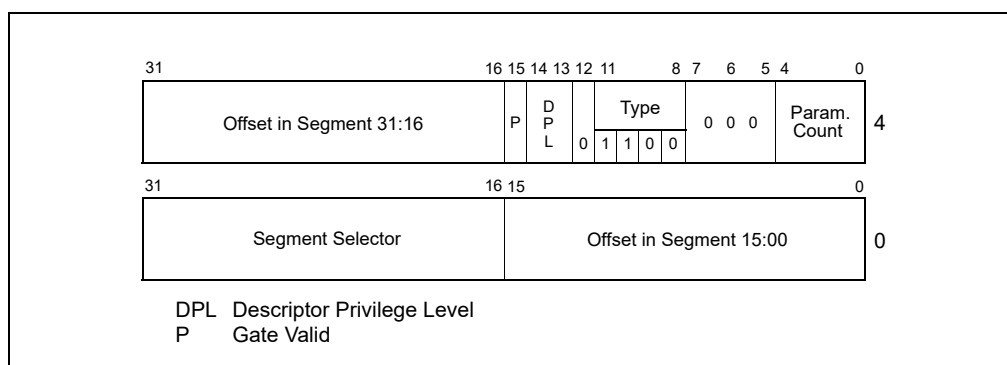 31 16 15 14 13 12 11 8 7 6 5 4 0
Offset in Segment 31:16 P D P L 0 Type 1 1 0 0 0 0 0 Param. Count 4
31 16 15 0
Segment Selector Offset in Segment 15:00 0
DPL Descriptor Privilege Level
P Gate Valid